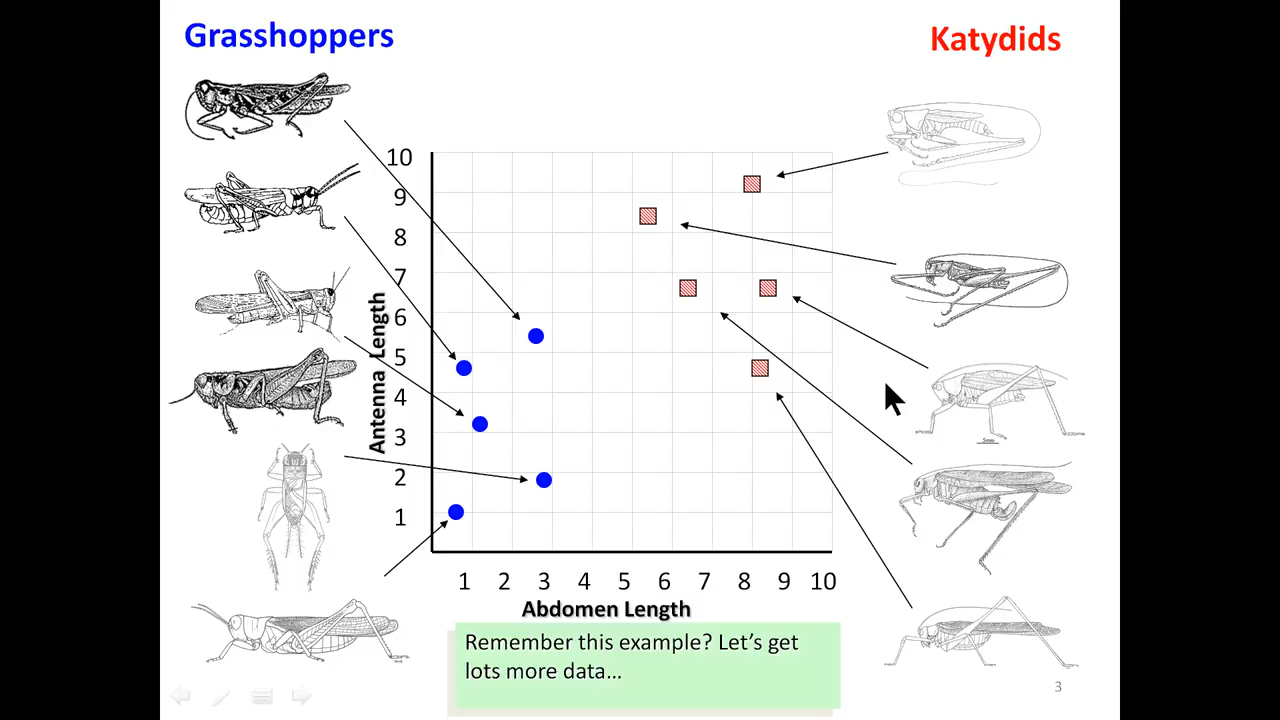 Grasshoppers
Katydids
10
9
8
7
6
5
4
3
2
1
Antenna Length
1 2 3 4 5 6 7 8 9 10
Abdomen Length
Remember this example? Let's get
lots more data...
3